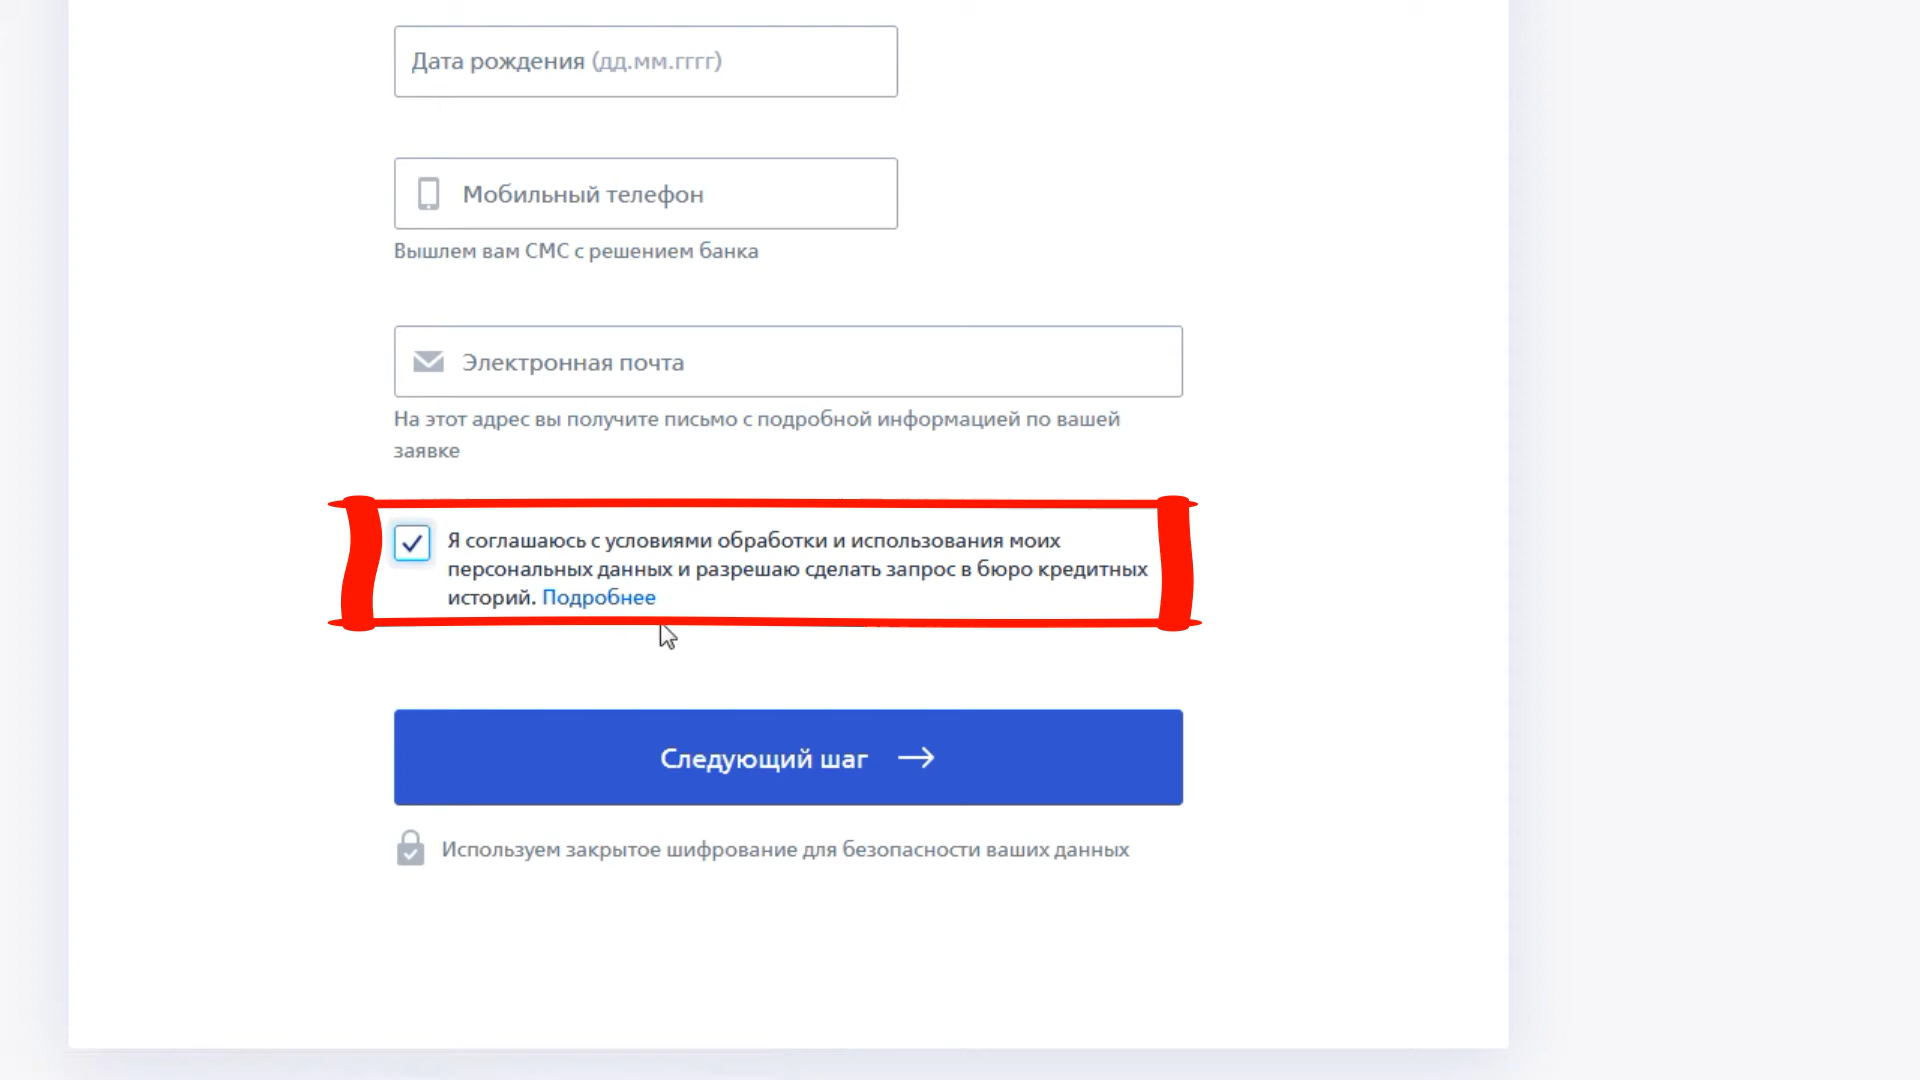 Дата рождения (дд.мм.гггг)
Мобильный телефон
Вышлем вам СМС с решением банка
Электронная почта
На этот адрес вы получите письмо с подробной информацией по вашей
заявке
Я соглашаюсь с условиями обработки и использования моих
персональных данных и разрешаю сделать запрос в бюро кредитных
историй. Подробнее
Следующий шаг
Используем закрытое шифрование для безопасности ваших данных